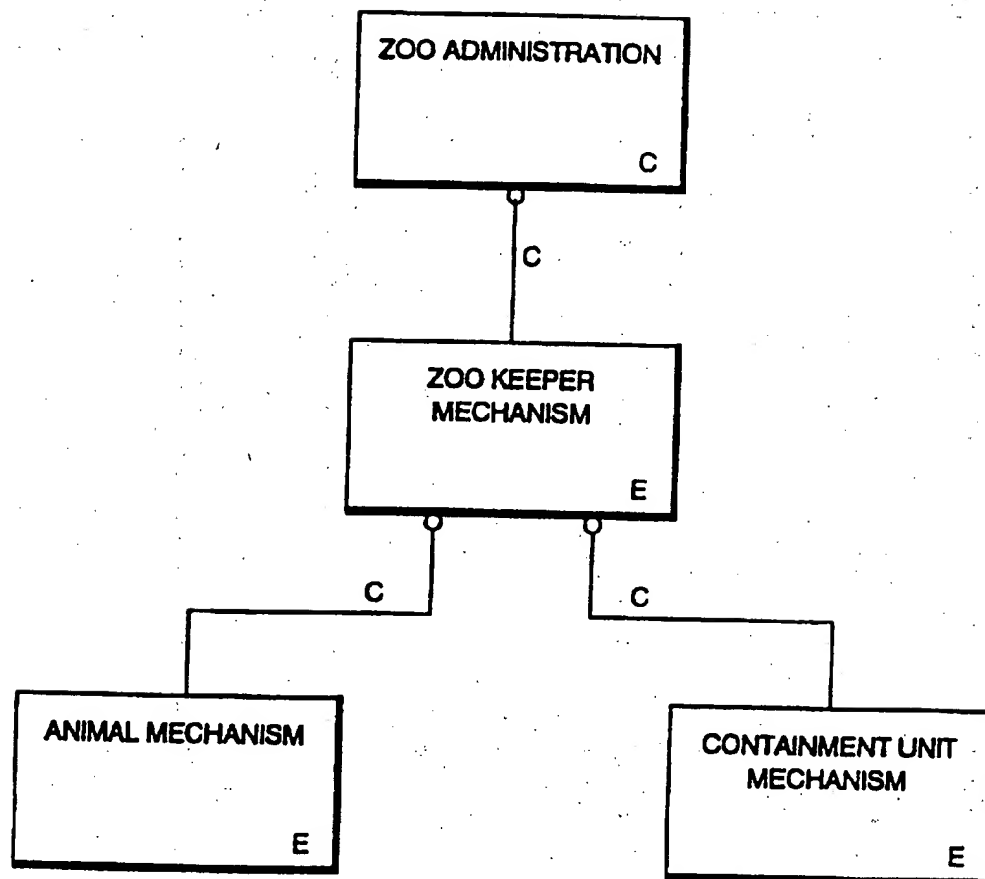 ZOO ADMINISTRATION
C
C
ZOO KEEPER
MECHANISM
E
C
C
ANIMAL MECHANISM
E
CONTAINMENT UNIT
MECHANISM
E